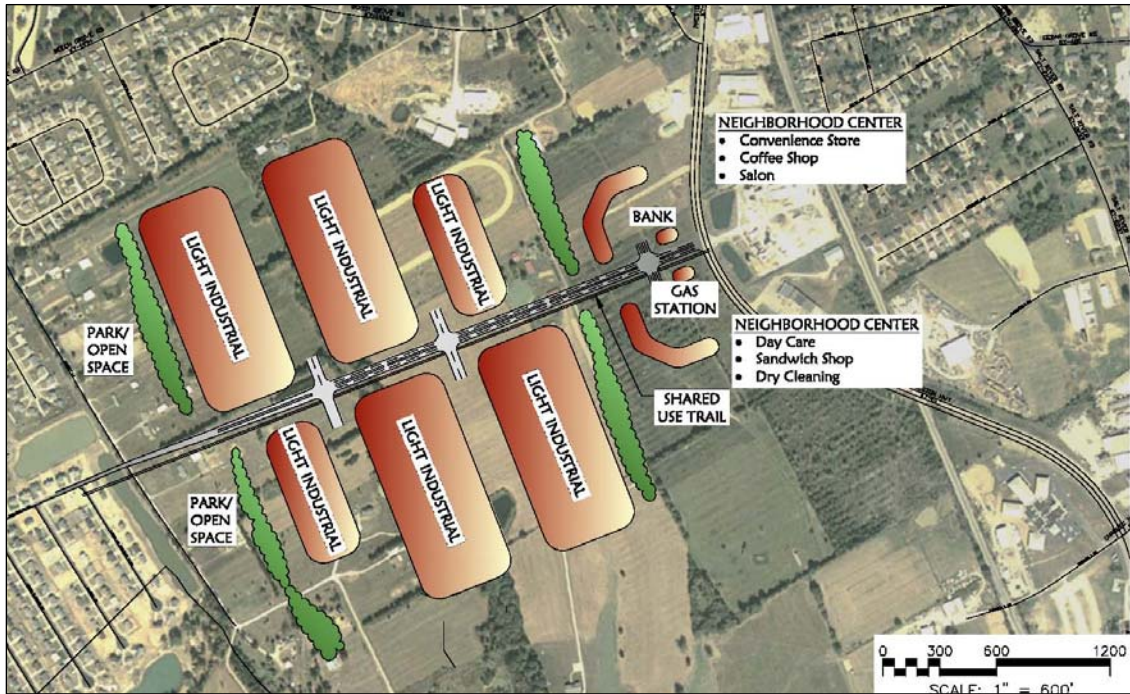 NEIGHBORHOOD CENTER
• Convenience Store
• Coffee Shop
• Salon
BANK
GAS
STATION
NEIGHBORHOOD CENTER
• Day Care
• Sandwich Shop
• Dry Cleaning
SHARED
USE TRAIL
LIGHT INDUSTRIAL
LIGHT INDUSTRIAL
LIGHT INDUSTRIAL
PARK/
OPEN
SPACE
LIGHT INDUSTRIAL
LIGHT INDUSTRIAL
LIGHT INDUSTRIAL
PARK/
OPEN
SPACE
0 300 600 1200
SCALE: 1" = 600'